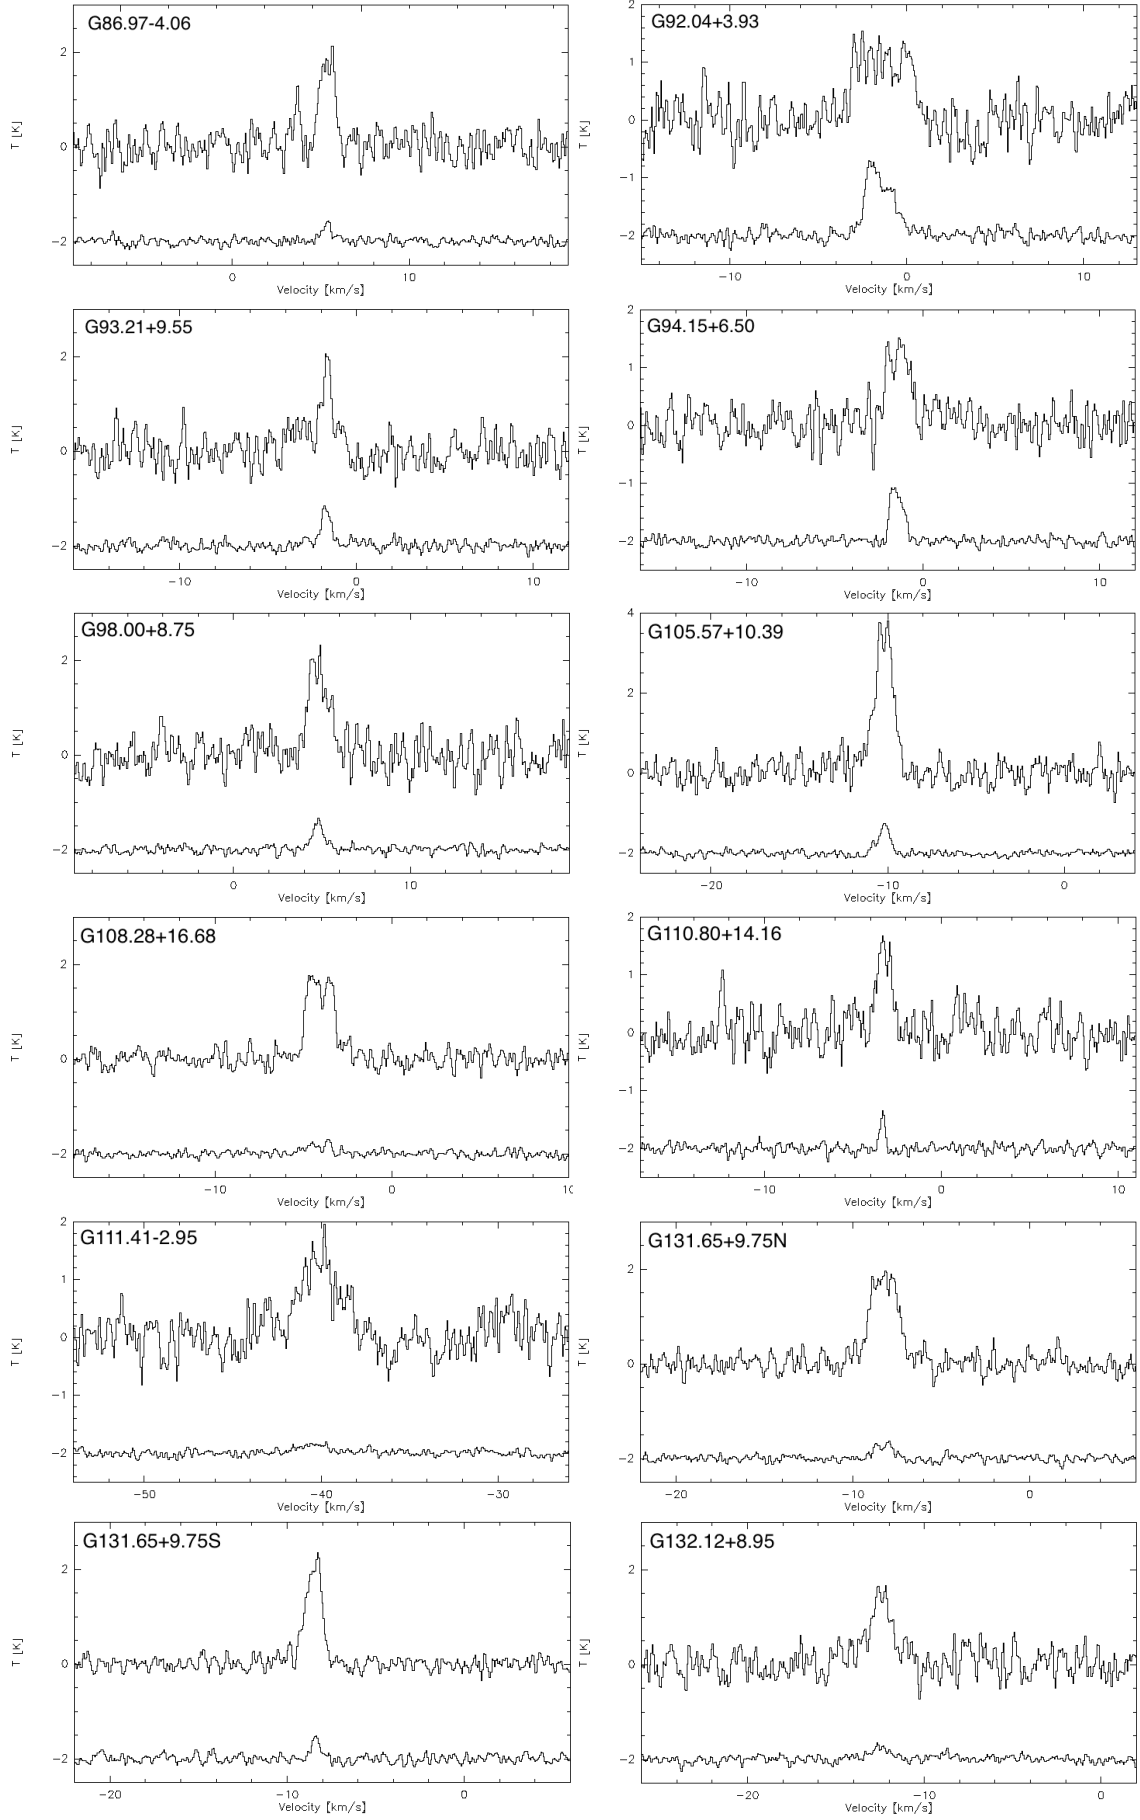 G86.97-4.06
G92.04+3.93
2
0
−2
T [K]
0
10
Velocity [km/s]
2
1
0
−1
−2
T [K]
−10
0
10
Velocity [km/s]
G93.21+9.55
G94.15+6.50
2
0
−2
T [K]
−10
0
10
Velocity [km/s]
2
1
0
−1
−2
T [K]
−10
0
10
Velocity [km/s]
G98.00+8.75
G105.57+10.39
2
0
−2
T [K]
0
10
Velocity [km/s]
4
2
0
−2
T [K]
−20
−10
0
Velocity [km/s]
G108.28+16.68
G110.80+14.16
2
0
−2
T [K]
−10
0
10
Velocity [km/s]
2
1
0
−1
−2
T [K]
−10
0
10
Velocity [km/s]
G111.41-2.95
G131.65+9.75N
2
1
0
−1
−2
T [K]
−50
−40
−30
Velocity [km/s]
2
0
−2
T [K]
−20
−10
0
Velocity [km/s]
G131.65+9.75S
G132.12+8.95
2
0
−2
T [K]
−20
−10
0
Velocity [km/s]
2
0
−2
T [K]
−20
−10
0
Velocity [km/s]